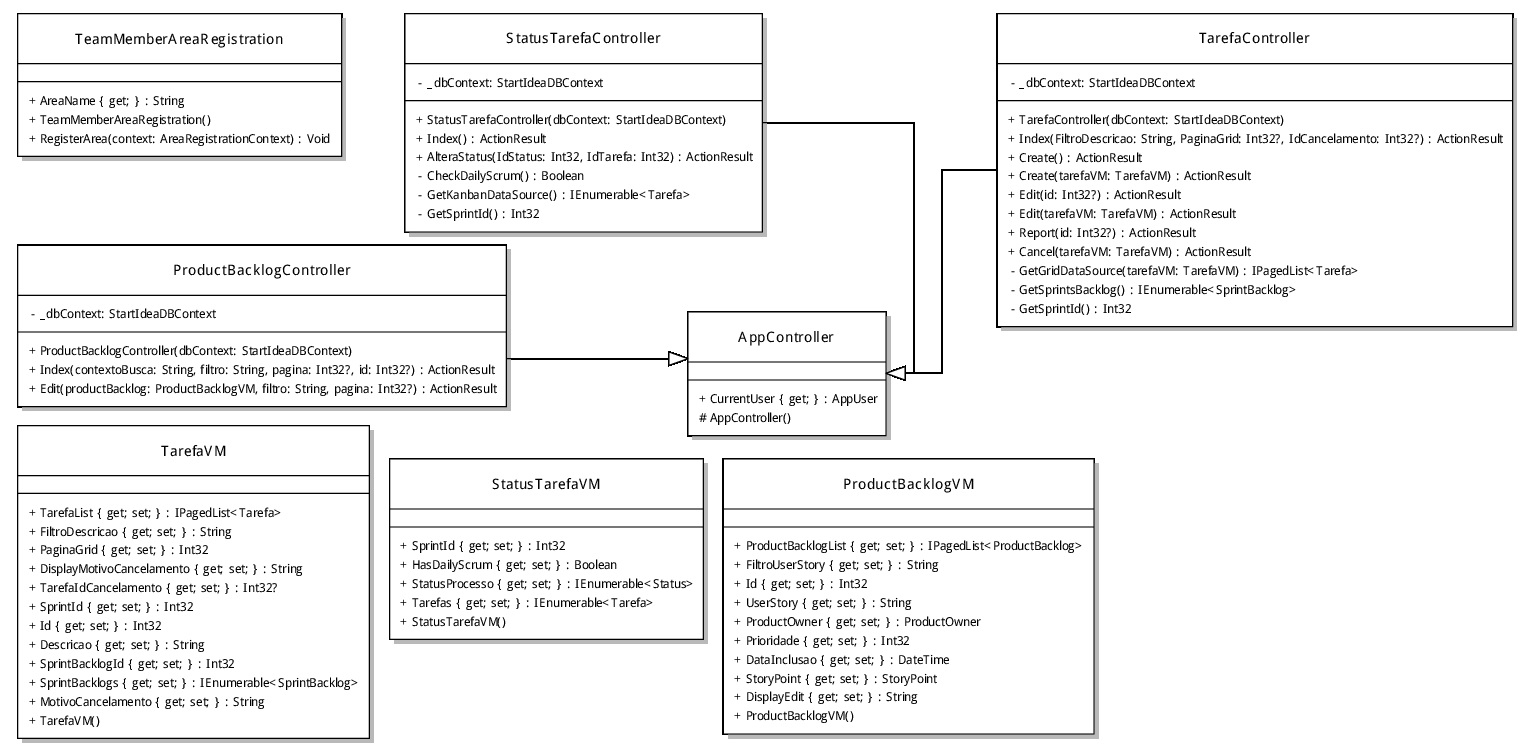 TeamMemberAreaRegistration
+ AreaName { get; } : String
+ TeamMemberAreaRegistration()
+ RegisterArea(context: AreaRegistrationContext) : Void
StatusTarefaController
- _dbContext: StartIdeaDBContext
+ StatusTarefaController(dbContext: StartIdeaDBContext)
+ Index() : ActionResult
+ AlteraStatus(IdStatus: Int32, IdTarefa: Int32) : ActionResult
- CheckDailyScrum() : Boolean
- GetKanbanDataSource() : IEnumerable<Tarefa>
- GetSprintId() : Int32
TarefaController
- _dbContext: StartIdeaDBContext
+ TarefaController(dbContext: StartIdeaDBContext)
+ Index(FiltroDescricao: String, PaginaGrid: Int32?, IdCancelamento: Int32?) : ActionResult
+ Create() : ActionResult
+ Create(tarefaVM: TarefaVM) : ActionResult
+ Edit(id: Int32?) : ActionResult
+ Edit(tarefaVM: TarefaVM) : ActionResult
+ Report(id: Int32?) : ActionResult
+ Cancel(tarefaVM: TarefaVM) : ActionResult
- GetGridDataSource(tarefaVM: TarefaVM) : IPagedList<Tarefa>
- GetSprintsBacklog() : IEnumerable<SprintBacklog>
- GetSprintId() : Int32
ProductBacklogController
- _dbContext: StartIdeaDBContext
+ ProductBacklogController(dbContext: StartIdeaDBContext)
+ Index(contextoBusca: String, filtro: String, pagina: Int32?, id: Int32?) : ActionResult
+ Edit(productBacklog: ProductBacklogVM, filtro: String, pagina: Int32?) : ActionResult
AppController
+ CurrentUser { get; } : AppUser
# AppController()
TarefaVM
+ TarefaList { get; set; } : IPagedList<Tarefa>
+ FiltroDescricao { get; set; } : String
+ PaginaGrid { get; set; } : Int32
+ DisplayMotivoCancelamento { get; set; } : String
+ TarefaIdCancelamento { get; set; } : Int32?
+ SprintId { get; set; } : Int32
+ Id { get; set; } : Int32
+ Descricao { get; set; } : String
+ SprintBacklogId { get; set; } : Int32
+ SprintBacklogs { get; set; } : IEnumerable<SprintBacklog>
+ MotivoCancelamento { get; set; } : String
+ TarefaVM()
StatusTarefaVM
+ SprintId { get; set; } : Int32
+ HasDailyScrum { get; set; } : Boolean
+ StatusProcesso { get; set; } : IEnumerable<Status>
+ Tarefas { get; set; } : IEnumerable<Tarefa>
+ StatusTarefaVM()
ProductBacklogVM
+ ProductBacklogList { get; set; } : IPagedList<ProductBacklog>
+ FiltroUserStory { get; set; } : String
+ Id { get; set; } : Int32
+ UserStory { get; set; } : String
+ ProductOwner { get; set; } : ProductOwner
+ Prioridade { get; set; } : Int32
+ DataInclusao { get; set; } : DateTime
+ StoryPoint { get; set; } : StoryPoint
+ DisplayEdit { get; set; } : String
+ ProductBacklogVM()